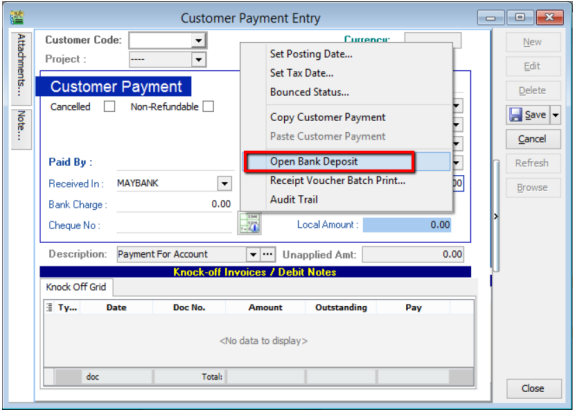 Customer Payment Entry
Attachments...
Note...
Customer Code:
Currency:
Project :
----
Customer Payment
Cancelled
Non-Refundable
Set Posting Date...
Set Tax Date...
Bounced Status...
Copy Customer Payment
Paste Customer Payment
Open Bank Deposit
Receipt Voucher Batch Print...
Audit Trail
Paid By :
Received In :
MAYBANK
00
Bank Charge :
0.00
Cheque No :
Local Amount :
0.00
Description:
Payment For Account
Unapplied Amt:
0.00
Knock-off Invoices / Debit Notes
Knock Off Grid
Ty... Date Doc No. Amount Outstanding Pay
<No data to display>
doc Total:
New
Edit
Delete
Save
Cancel
Refresh
Browse
Close